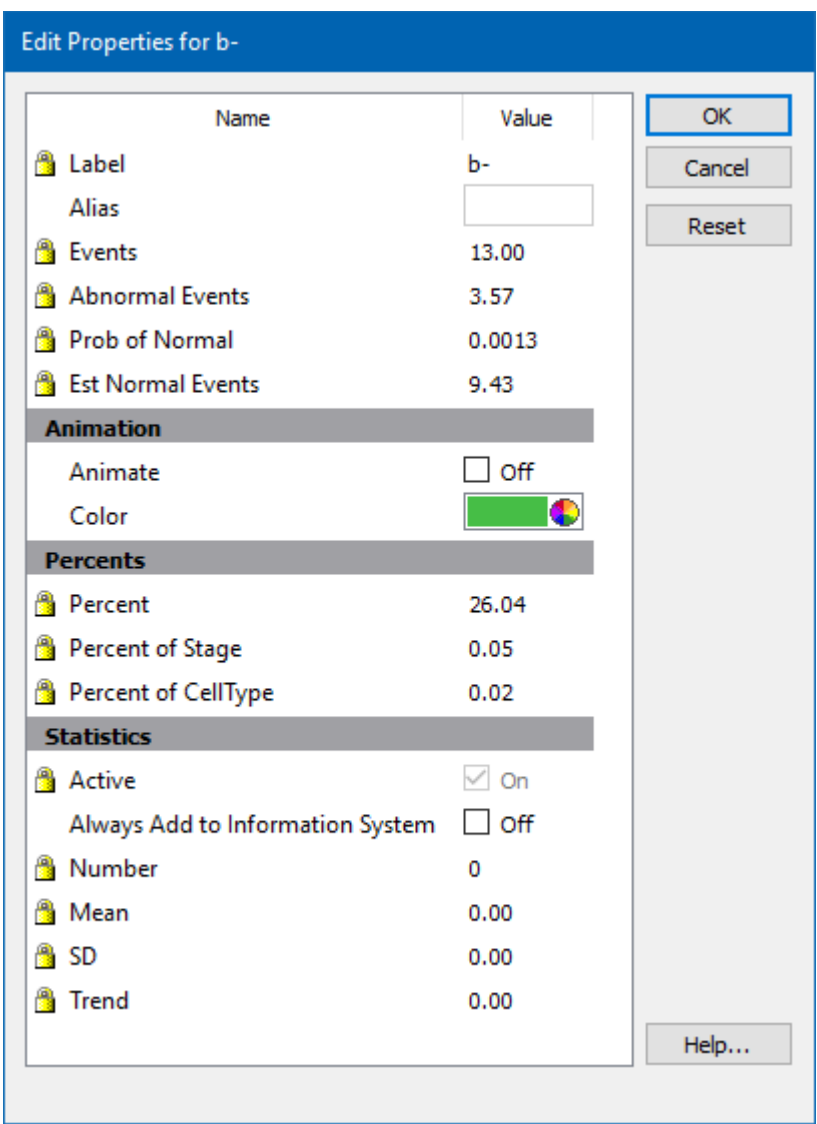 Edit Properties for b-
Name Value OK
Label b- Cancel
Alias
Reset
Events 13.00
Abnormal Events 3.57
Prob of Normal 0.0013
Est Normal Events 9.43
Animation
Animate Off
Color
Percents
Percent 26.04
Percent of Stage 0.05
Percent of CellType 0.02
Statistics
Active On
Always Add to Information System Off
Number 0
Mean 0.00
SD 0.00
Trend 0.00
Help...